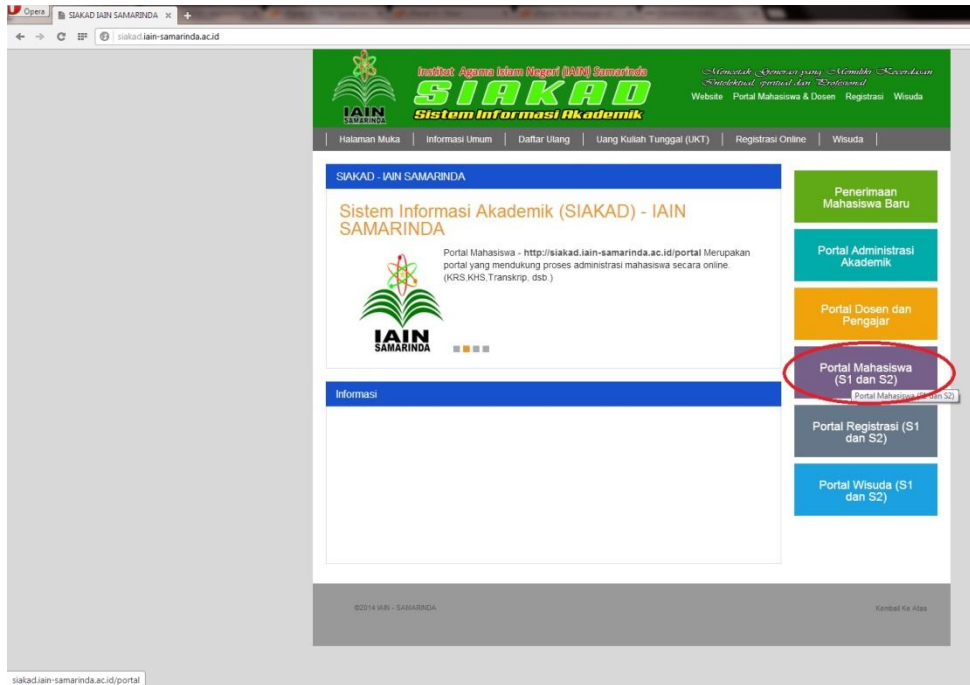 Opera
SIAKAD IAIN SAMARINDA
siakad.iain-samarinda.ac.id
IAIN
SAMARINDA
Institut Agama Islam Negeri (IAIN) Samarinda
SIAKAD
Sistem Informasi Akademik
Mencetak Generasi yang Memiliki Kecerdasan
Intelektual, Spiritual dan Profesional
Website Portal Mahasiswa & Dosen Registrasi Wisuda
Halaman Muka | Informasi Umum | Daftar Ulang | Uang Kuliah Tunggal (UKT) | Registrasi Online | Wisuda |
SIAKAD - IAIN SAMARINDA
Sistem Informasi Akademik (SIAKAD) - IAIN
SAMARINDA
Portal Mahasiswa - http://siakad.iain-samarinda.ac.id/portal Merupakan
portal yang mendukung proses administrasi mahasiswa secara online.
(KRS,KHS,Transkrip, dsb.)
IAIN
SAMARINDA
Informasi
Penerimaan
Mahasiswa Baru
Portal Administrasi
Akademik
Portal Dosen dan
Pengajar
Portal Mahasiswa
(S1 dan S2)
Portal Mahasiswa (S1 dan S2)
Portal Registrasi (S1
dan S2)
Portal Wisuda (S1
dan S2)
©2014 IAIN - SAMARINDA
Kembali Ke Atas
siakad.iain-samarinda.ac.id/portal